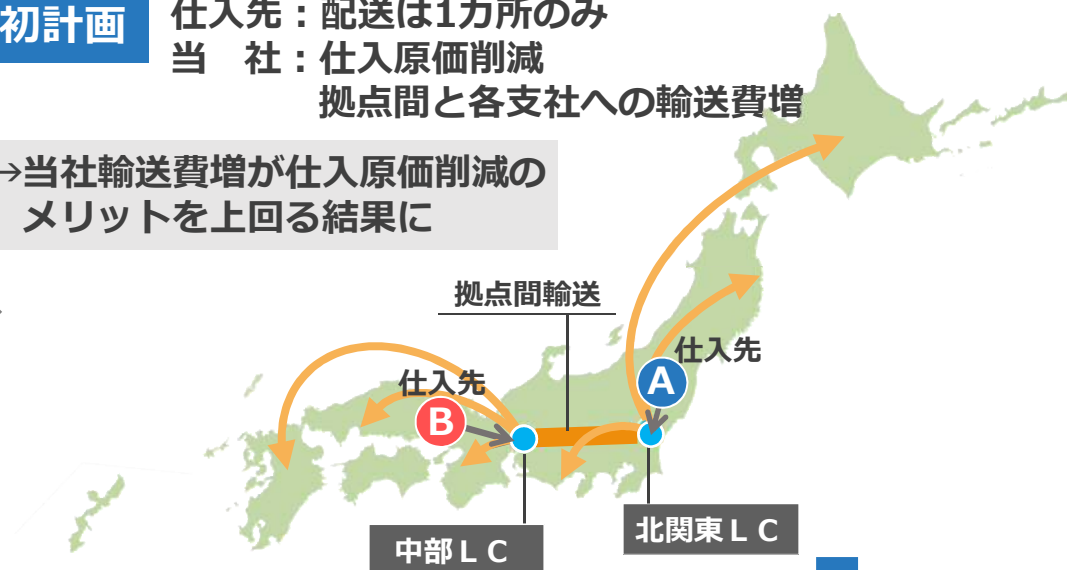 初計画
仕入先：配送は1カ所のみ
当　社：仕入原価削減
拠点間と各支社への輸送費増
→当社輸送費増が仕入原価削減の
メリットを上回る結果に
拠点間輸送
仕入先
A
仕入先
B
中部ＬＣ
北関東ＬＣ